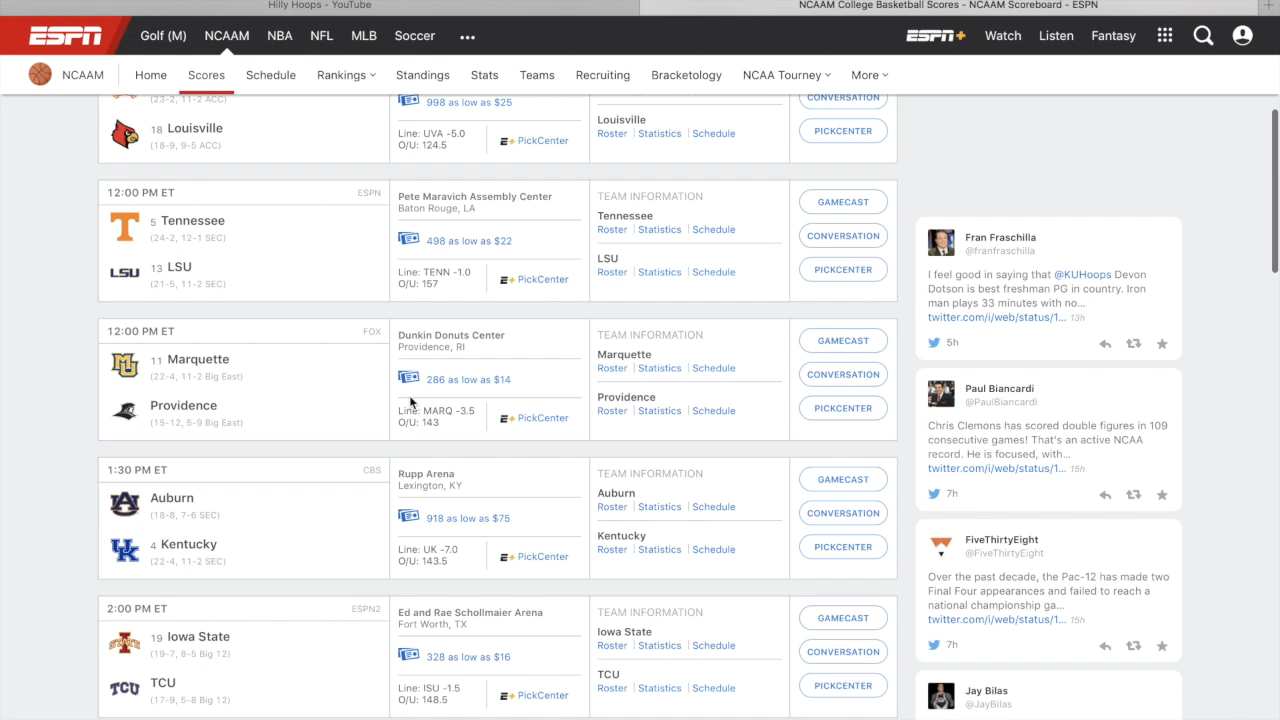 Hilly Hoops - YouTube
NCAAM College Basketball Scores - NCAAM Scoreboard - ESPN
ESPN
Golf (M) NCAAM NBA NFL MLB Soccer •••
ESPN+ Watch Listen Fantasy
NCAAM Home Scores Schedule Rankings Standings Stats Teams Recruiting Bracketology NCAA Tourney More
(23-2, 11-2 ACC)
18 Louisville
(18-9, 9-5 ACC)
998 as low as $25
Line: UVA -5.0
O/U: 124.5
E+ PickCenter
Louisville
Roster Statistics Schedule
CONVERSATION
PICKCENTER
12:00 PM ET ESPN
5 Tennessee
(24-2, 12-1 SEC)
LSU
13 LSU
(21-5, 11-2 SEC)
Pete Maravich Assembly Center
Baton Rouge, LA
498 as low as $22
Line: TENN -1.0
O/U: 157
E+ PickCenter
TEAM INFORMATION
Tennessee
Roster Statistics Schedule
LSU
Roster Statistics Schedule
GAMECAST
CONVERSATION
PICKCENTER
12:00 PM ET FOX
11 Marquette
(22-4, 11-2 Big East)
Providence
(15-12, 5-9 Big East)
Dunkin Donuts Center
Providence, RI
286 as low as $14
Line: MARQ -3.5
O/U: 143
E+ PickCenter
TEAM INFORMATION
Marquette
Roster Statistics Schedule
Providence
Roster Statistics Schedule
GAMECAST
CONVERSATION
PICKCENTER
1:30 PM ET CBS
Auburn
(18-8, 7-6 SEC)
4 Kentucky
(22-4, 11-2 SEC)
Rupp Arena
Lexington, KY
918 as low as $75
Line: UK -7.0
O/U: 143.5
E+ PickCenter
TEAM INFORMATION
Auburn
Roster Statistics Schedule
Kentucky
Roster Statistics Schedule
GAMECAST
CONVERSATION
PICKCENTER
2:00 PM ET ESPN2
19 Iowa State
(19-7, 8-5 Big 12)
TCU
TCU
(17-9, 5-8 Big 12)
Ed and Rae Schollmaier Arena
Fort Worth, TX
328 as low as $16
Line: ISU -1.5
O/U: 148.5
E+ PickCenter
TEAM INFORMATION
Iowa State
Roster Statistics Schedule
TCU
Roster Statistics Schedule
GAMECAST
CONVERSATION
PICKCENTER
Fran Fraschilla
@franfraschilla
I feel good in saying that @KUHoops Devon
Dotson is best freshman PG in country. Iron
man plays 33 minutes with no...
twitter.com/i/web/status/1... 13h
5h
Paul Biancardi
@PaulBiancardi
Chris Clemons has scored double figures in 109
consecutive games! That's an active NCAA
record. He is focused, with...
twitter.com/i/web/status/1... 15h
7h
FiveThirtyEight
@FiveThirtyEight
Over the past decade, the Pac-12 has made two
Final Four appearances and failed to reach a
national championship ga...
twitter.com/i/web/status/1... 15h
7h
Jay Bilas
@JayBilas